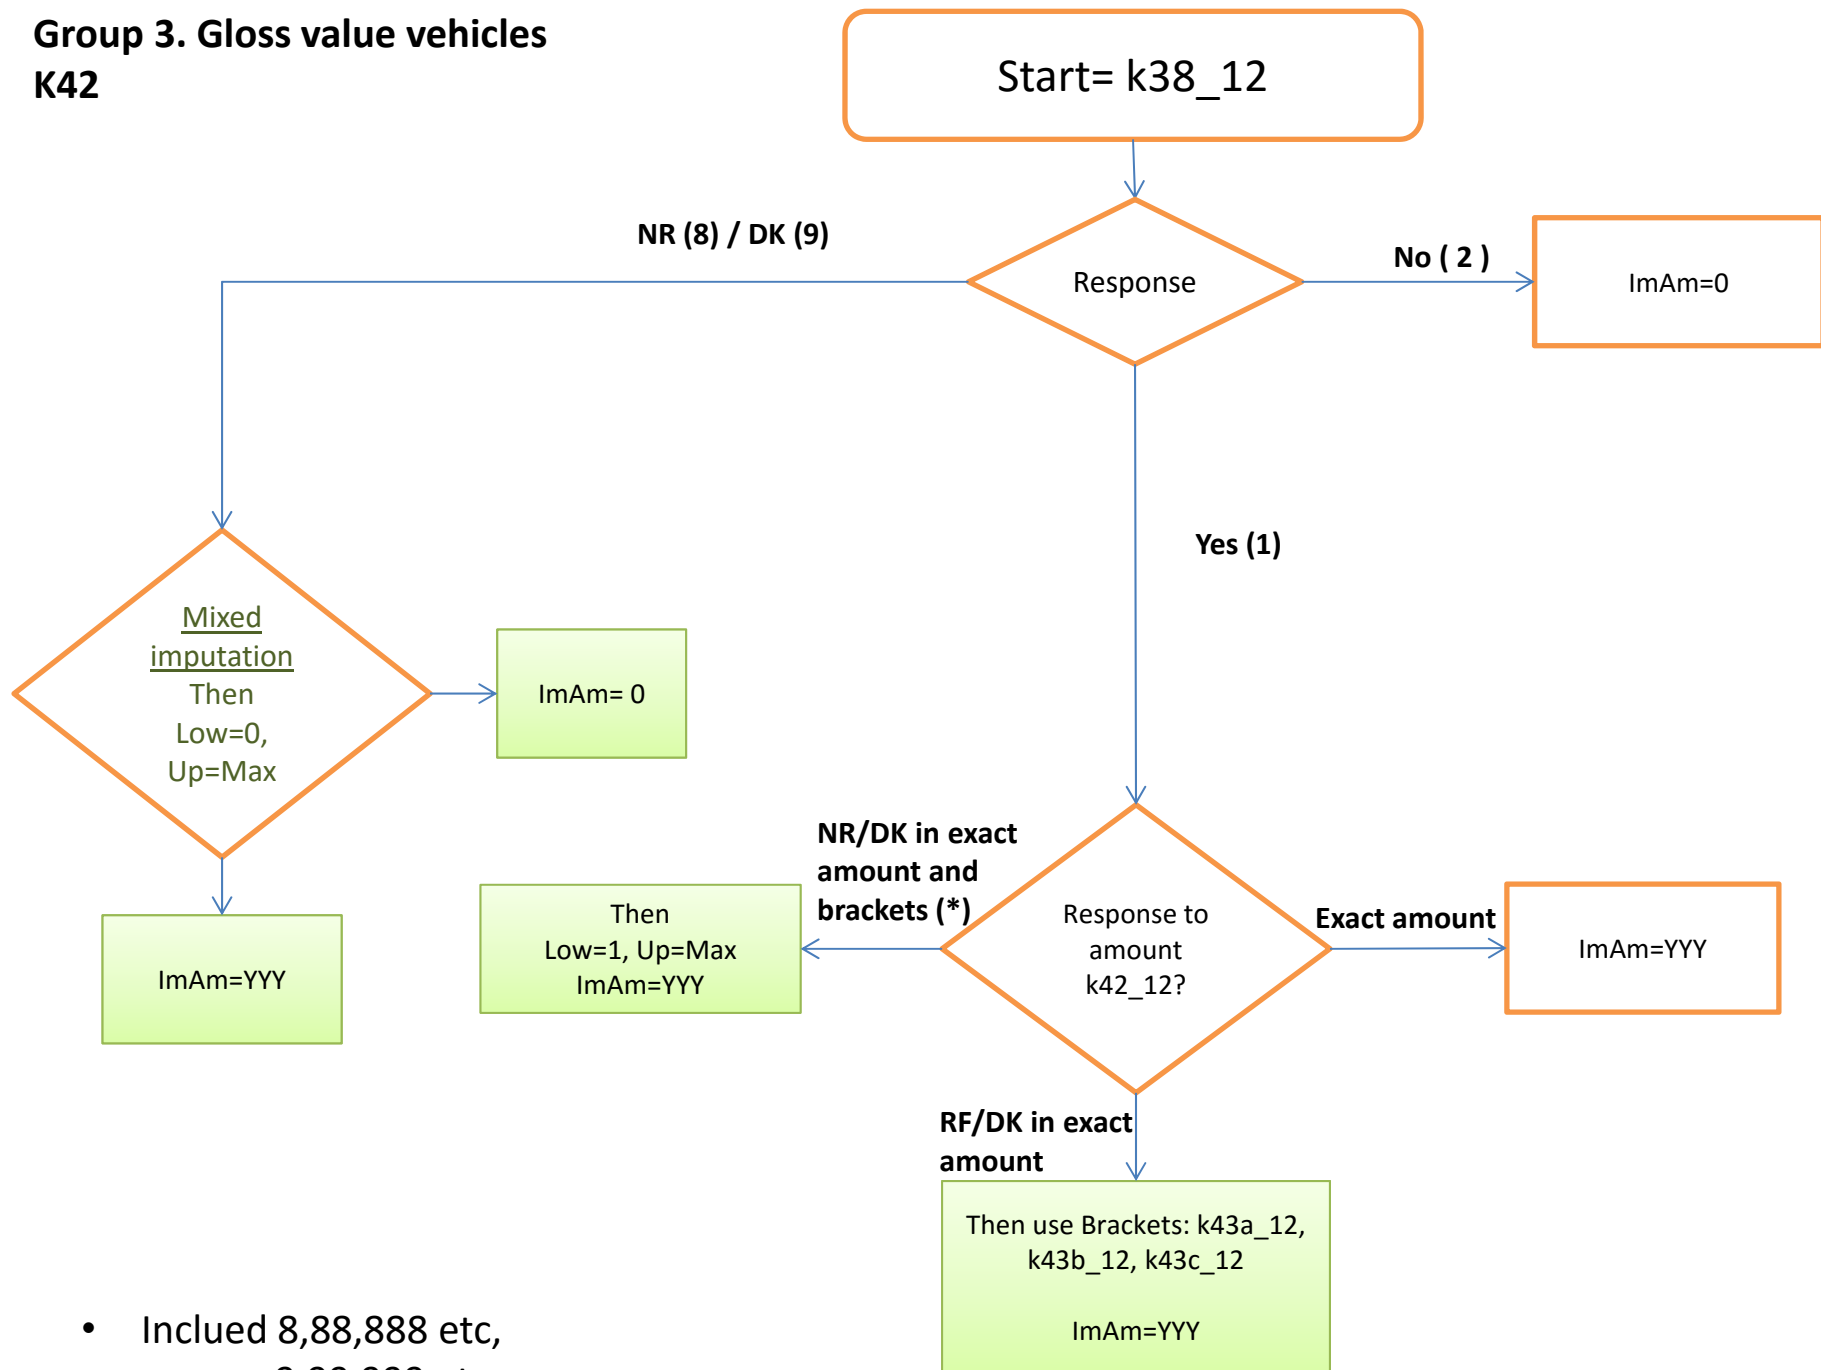 Group 3. Gloss value vehicles
K42
Start= k38_12
NR (8) / DK (9)
Response
No ( 2 )
ImAm=0
Yes (1)
Mixed
imputation
Then
Low=0,
Up=Max
ImAm= 0
ImAm=YYY
NR/DK in exact
amount and
brackets (*)
Then
Low=1, Up=Max
ImAm=YYY
Response to
amount
k42_12?
Exact amount
ImAm=YYY
RF/DK in exact
amount
Then use Brackets: k43a_12,
k43b_12, k43c_12
ImAm=YYY
• Inclued 8,88,888 etc,